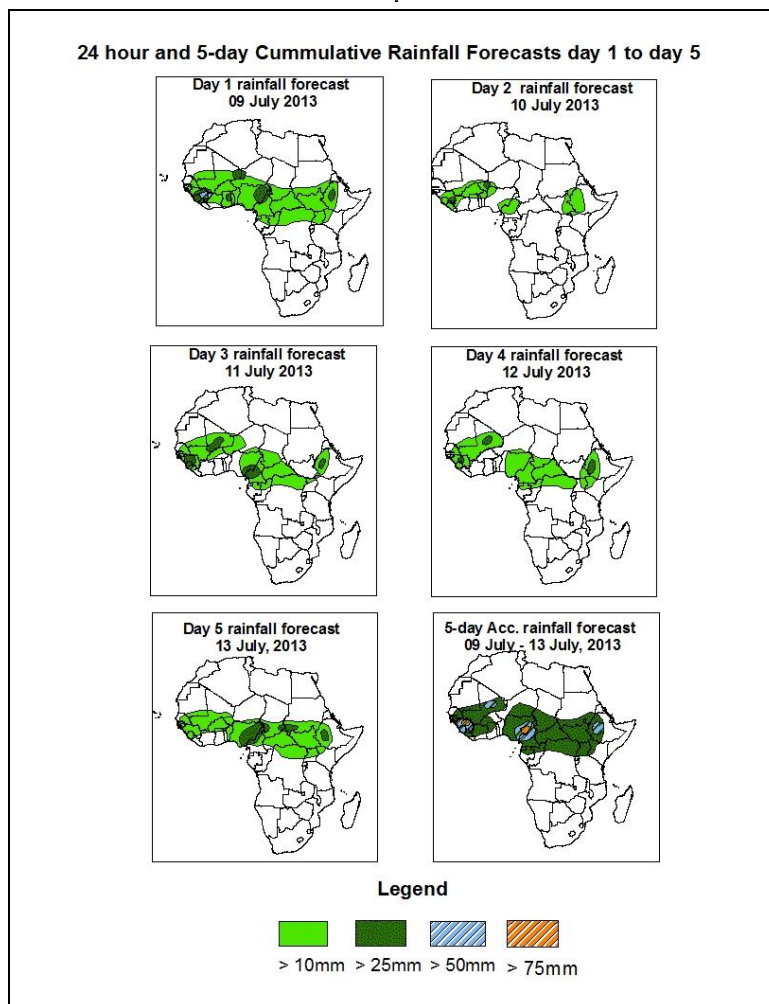 24 hour and 5-day Cummulative Rainfall Forecasts day 1 to day 5
Day 1 rainfall forecast
09 July 2013
Day 2 rainfall forecast
10 July 2013
Day 3 rainfall forecast
11 July 2013
Day 4 rainfall forecast
12 July 2013
Day 5 rainfall forecast
13 July, 2013
5-day Acc. rainfall forecast
09 July - 13 July, 2013
Legend
> 10mm > 25mm > 50mm > 75mm